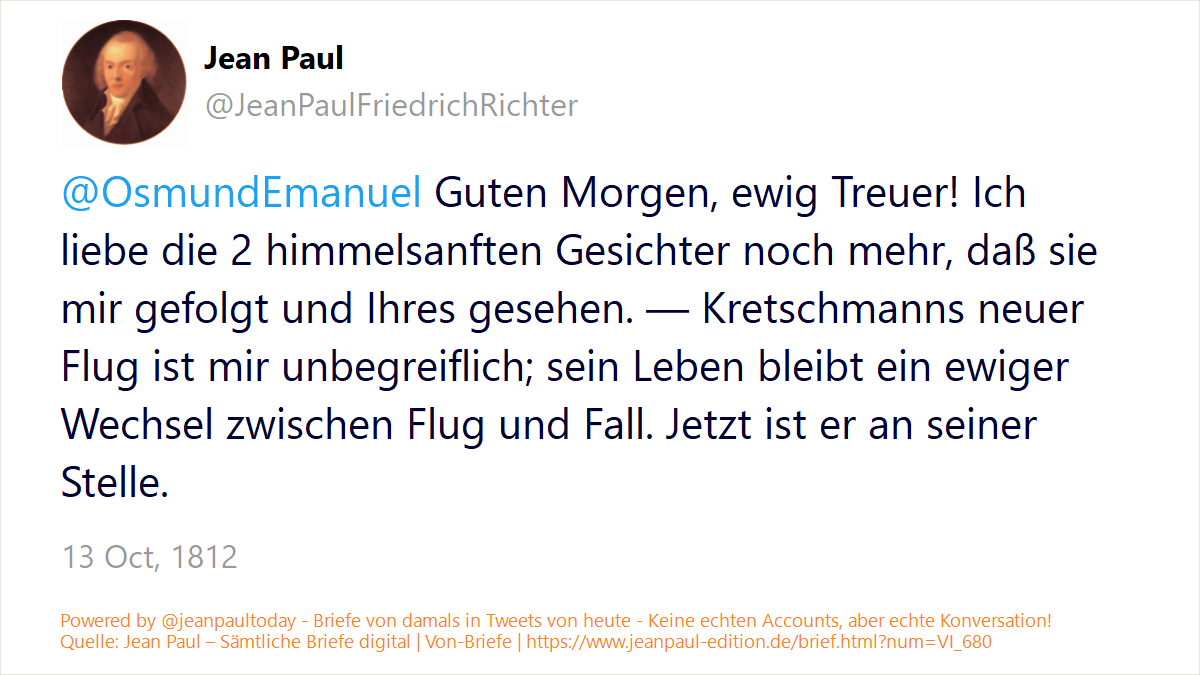 Jean Paul
@JeanPaulFriedrichRichter
@OsmundEmanuel Guten Morgen, ewig Treuer! Ich
liebe die 2 himmelsanften Gesichter noch mehr, daß sie
mir gefolgt und Ihres gesehen. — Kretschmanns neuer
Flug ist mir unbegreiflich; sein Leben bleibt ein ewiger
Wechsel zwischen Flug und Fall. Jetzt ist er an seiner
Stelle.
13 Oct, 1812
Powered by @jeanpaultoday - Briefe von damals in Tweets von heute - Keine echten Accounts, aber echte Konversation!
Quelle: Jean Paul – Sämtliche Briefe digital | Von-Briefe | https://www.jeanpaul-edition.de/brief.html?num=VI_680